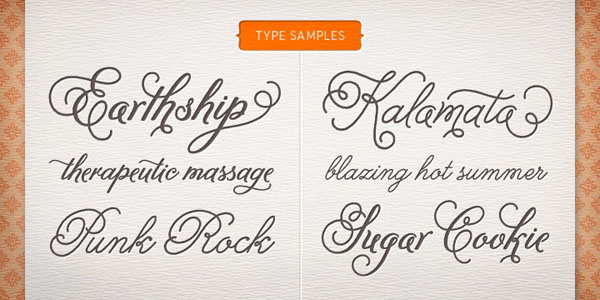 TYPE SAMPLES
Earthship
therapeutic massage
Punk Rock
Kalamata
blazing hot summer
Sugar Cookie